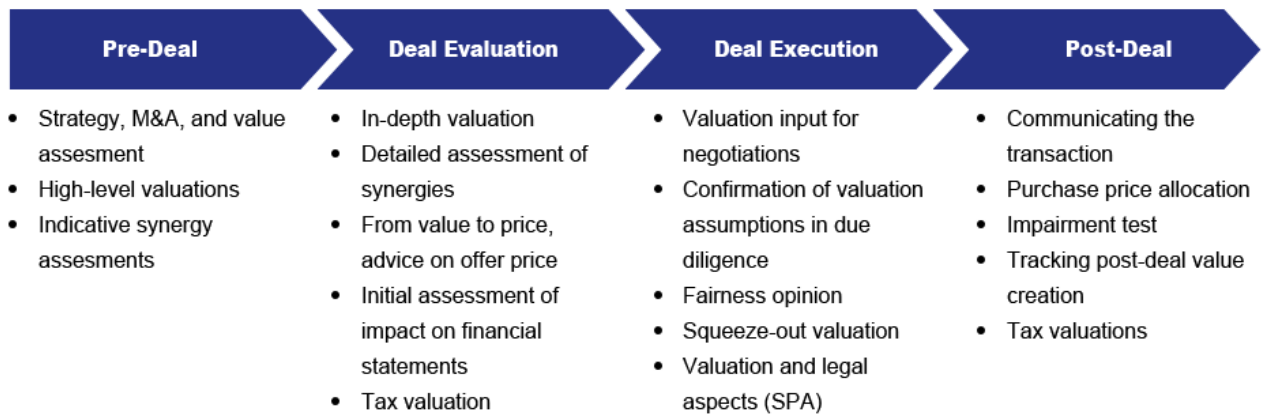 Pre-Deal
• Strategy, M&A, and value
assesment
• High-level valuations
• Indicative synergy
assesments
Deal Evaluation
• In-depth valuation
• Detailed assessment of
synergies
• From value to price,
advice on offer price
• Initial assessment of
impact on financial
statements
• Tax valuation
Deal Execution
• Valuation input for
negotiations
• Confirmation of valuation
assumptions in due
diligence
• Fairness opinion
• Squeeze-out valuation
• Valuation and legal
aspects (SPA)
Post-Deal
• Communicating the
transaction
• Purchase price allocation
• Impairment test
• Tracking post-deal value
creation
• Tax valuations